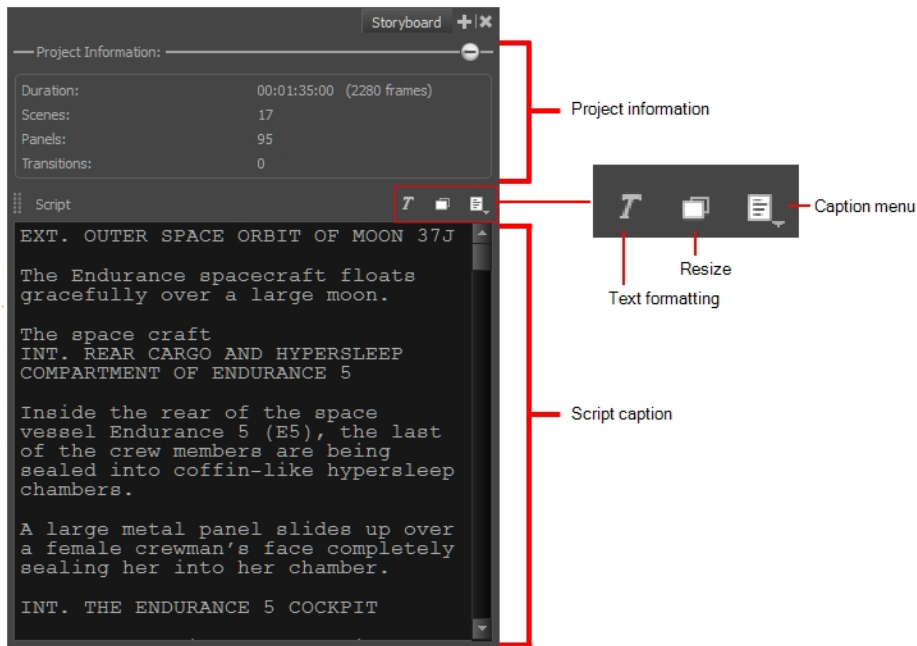 Storyboard
Project Information:
Duration: 00:01:35:00 (2280 frames)
Scenes: 17
Panels: 95
Transitions: 0
Script
EXT. OUTER SPACE ORBIT OF MOON 37J
The Endurance spacecraft floats
gracefully over a large moon.
The space craft
INT. REAR CARGO AND HYPERSLEEP
COMPARTMENT OF ENDURANCE 5
Inside the rear of the space
vessel Endurance 5 (E5), the last
of the crew members are being
sealed into coffin-like hypersleep
chambers.
A large metal panel slides up over
a female crewman's face completely
sealing her into her chamber.
INT. THE ENDURANCE 5 COCKPIT
Project information
Caption menu
Resize
Text formatting
Script caption